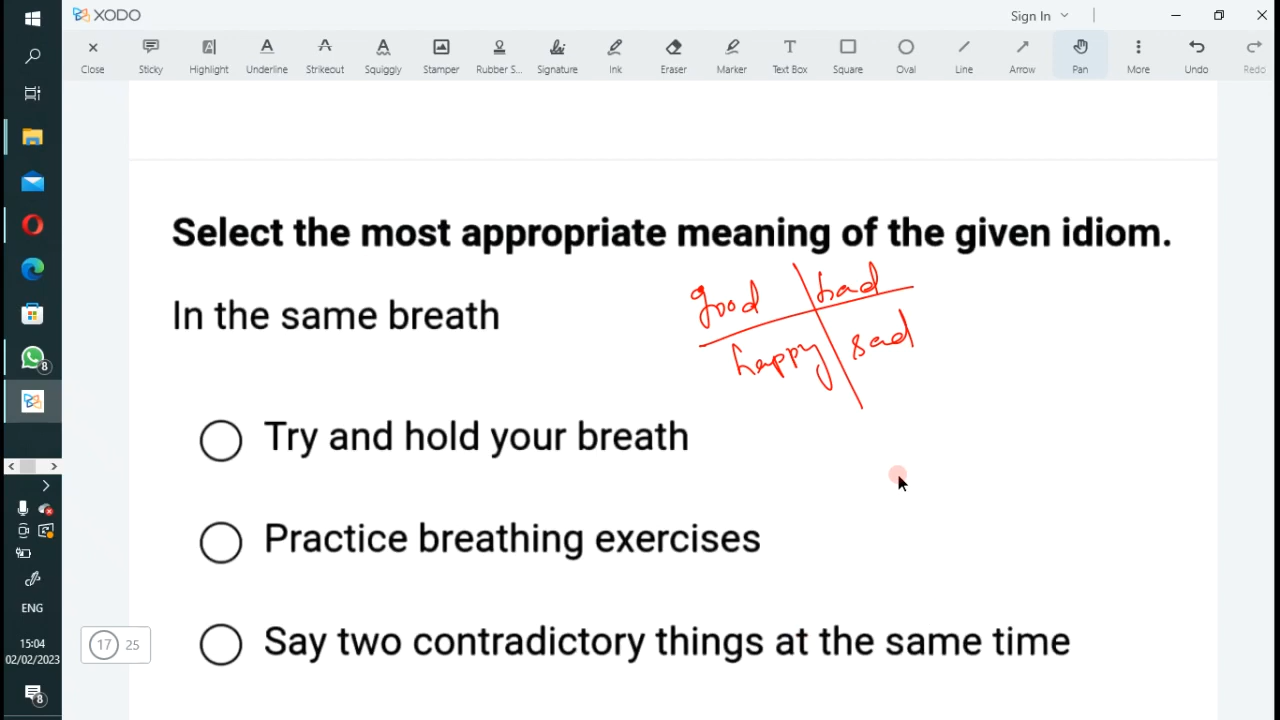 XODO
Sign In
Close Sticky Highlight Underline Strikeout Squiggly Stamper Rubber S... Signature Ink Eraser Marker Text Box Square Oval Line Arrow Pan More Undo Redo
Select the most appropriate meaning of the given idiom.
good bad
In the same breath
happy sad
Try and hold your breath
Practice breathing exercises
Say two contradictory things at the same time
17 25
8
ENG
15:04
02/02/2023
8